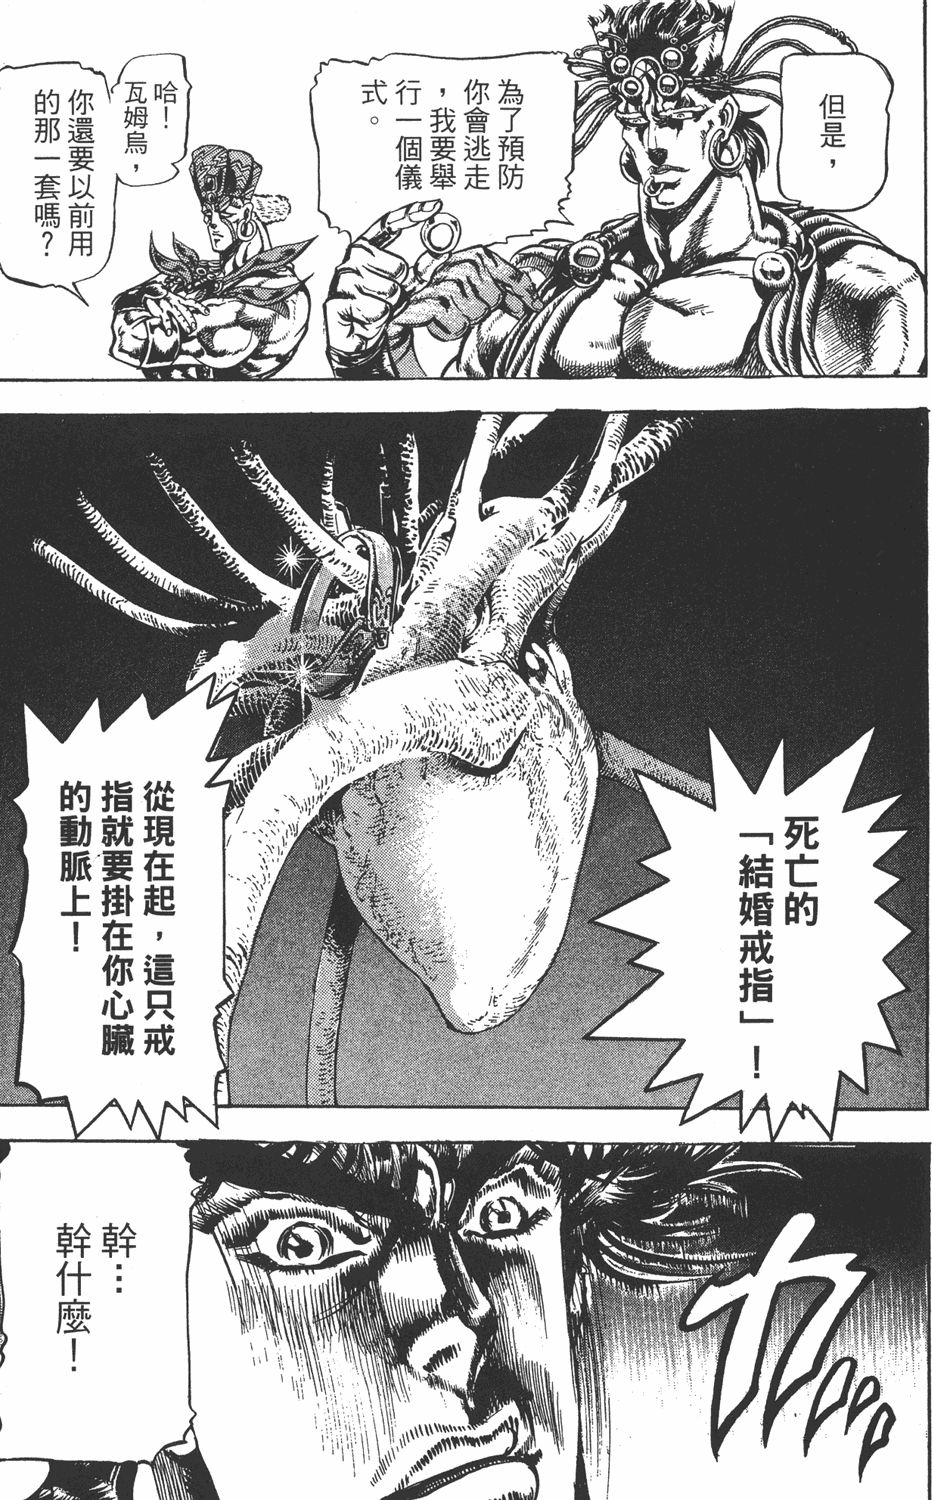 但是，
為了預防
你會逃走
，我要舉
行一個儀
式。
哈！
瓦姆烏，
你還要以前用
的那一套嗎？
死亡的
「結婚戒指」！
從現在起，這只戒
指就要掛在你心臟
的動脈上！
幹…
幹什麼！